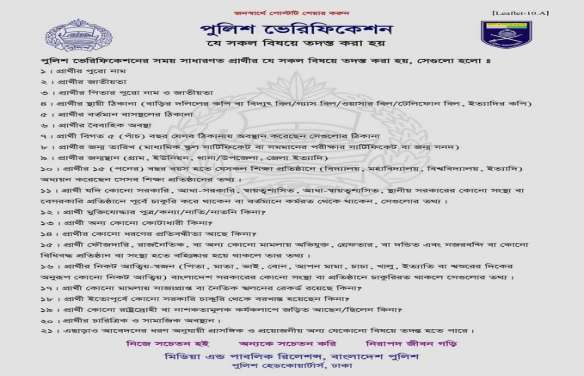 জনস্বার্থে পোস্টটি শেয়ার করুন
[Leaflet-10.A]
পুলিশ ভেরিফিকেশন
যে সকল বিষয়ে তদন্ত করা হয়
পুলিশ ভেরিফিকেশনের সময় সাধারণত প্রার্থীর যে সকল বিষয়ে তদন্ত করা হয়, সেগুলো হলো ঃ
১। প্রার্থীর পুরো নাম
২। প্রার্থীর জাতীয়তা
৩। প্রার্থীর পিতার পুরো নাম ও জাতীয়তা
৪। প্রার্থীর স্থায়ী ঠিকানা (বাড়ির দলিলের কপি বা বিদ্যুৎ বিল/গ্যাস বিল/ওয়াসার বিল/টেলিফোন বিল, ইত্যাদির কপি)
৫। প্রার্থীর বর্তমান বাসস্থলের ঠিকানা
৬। প্রার্থীর বৈবাহিক অবস্থা
৭। প্রার্থী বিগত ৫ (পাঁচ) বছর যেসব ঠিকানায় অবস্থান করেছেন সেগুলোর ঠিকানা
৮। প্রার্থীর জন্ম তারিখ (মাধ্যমিক স্কুল সার্টিফিকেট বা সমমানের পরীক্ষার সার্টিফিকেট বা জন্ম সনদ)
৯। প্রার্থীর জন্মস্থান (গ্রাম, ইউনিয়ন, থানা/উপজেলা, জেলা ইত্যাদি)
১০। প্রার্থীর ১৫ (পনের) বছর বয়স হতে যেসকল শিক্ষা প্রতিষ্ঠানে (বিদ্যালয়, মহাবিদ্যালয়, বিশ্ববিদ্যালয়, ইত্যাদি)
অধ্যয়ন করেছেন সেসব শিক্ষা প্রতিষ্ঠানের তথ্য।
১১। প্রার্থী যদি কোনো সরকারি, আধা-সরকারি, স্বায়ত্বশাসিত, আধা-স্বায়ত্বশাসিত, স্থানীয় সরকারের কোনো সংস্থা বা
বেসরকারি প্রতিষ্ঠানে পূর্বে চাকুরি করে থাকেন বা বর্তমানে কর্মরত থেকে থাকেন, সেগুলোর তথ্য।
১২। প্রার্থী মুক্তিযোদ্ধার পুত্র/কন্যা/নাতি/নাতনি কিনা?
১৩। প্রার্থী অন্য কোনো কোটাধারী কিনা?
১৪। প্রার্থীর কোনো ধরণের প্রতিবন্ধীতা আছে কিনা?
১৫। প্রার্থী ফৌজদারি, রাজনৈতিক, বা অন্য কোনো মামলায় অভিযুক্ত, গ্রেফতার, বা দণ্ডিত এবং নজরবন্দি বা কোনো
বিধিবদ্ধ প্রতিষ্ঠান বা সংস্থা হতে বহিষ্কার হয়ে থাকলে তার তথ্য।
১৬। প্রার্থীর নিকট আত্মিয়-স্বজন (পিতা, মাতা, ভাই, বোন, আপন মামা, চাচা, খালু, ইত্যাদি বা শ্বশুরের দিকের
অনুরূপ কোনো নিকট আত্মিয়) বাংলাদেশ সরকারের কোনো সংস্থা বা প্রতিষ্ঠানে চাকুরিরত থাকলে সেগুলোর তথ্য।
১৭। প্রার্থী কোনো মামলায় সাজাপ্রাপ্ত বা নৈতিক স্খলনের রেকর্ড রয়েছে কিনা?
১৮। প্রার্থী ইতোপূর্বে কোনো সরকারি চাকুরি থেকে বরখাস্ত হয়েছেন কিনা?
১৯। প্রার্থী কোনো রাষ্ট্রদ্রোহী বা নাশকতামূলক কার্যকলাপে জড়িত আছেন/ছিলেন কিনা?
২০। প্রার্থীর চারিত্রিক ও সামাজিক অবস্থান।
২১। এছাড়াও আবেদনের ধরণ অনুযায়ী প্রাসঙ্গিক ও প্রয়োজনীয় অন্য যেকোনো বিষয়ে তদন্ত হতে পারে।
নিজে সচেতন হই অন্যকে সচেতন করি নিরাপদ জীবন গড়ি
মিডিয়া এন্ড পাবলিক রিলেশন্স, বাংলাদেশ পুলিশ
পুলিশ হেডকোয়ার্টার্স, ঢাকা